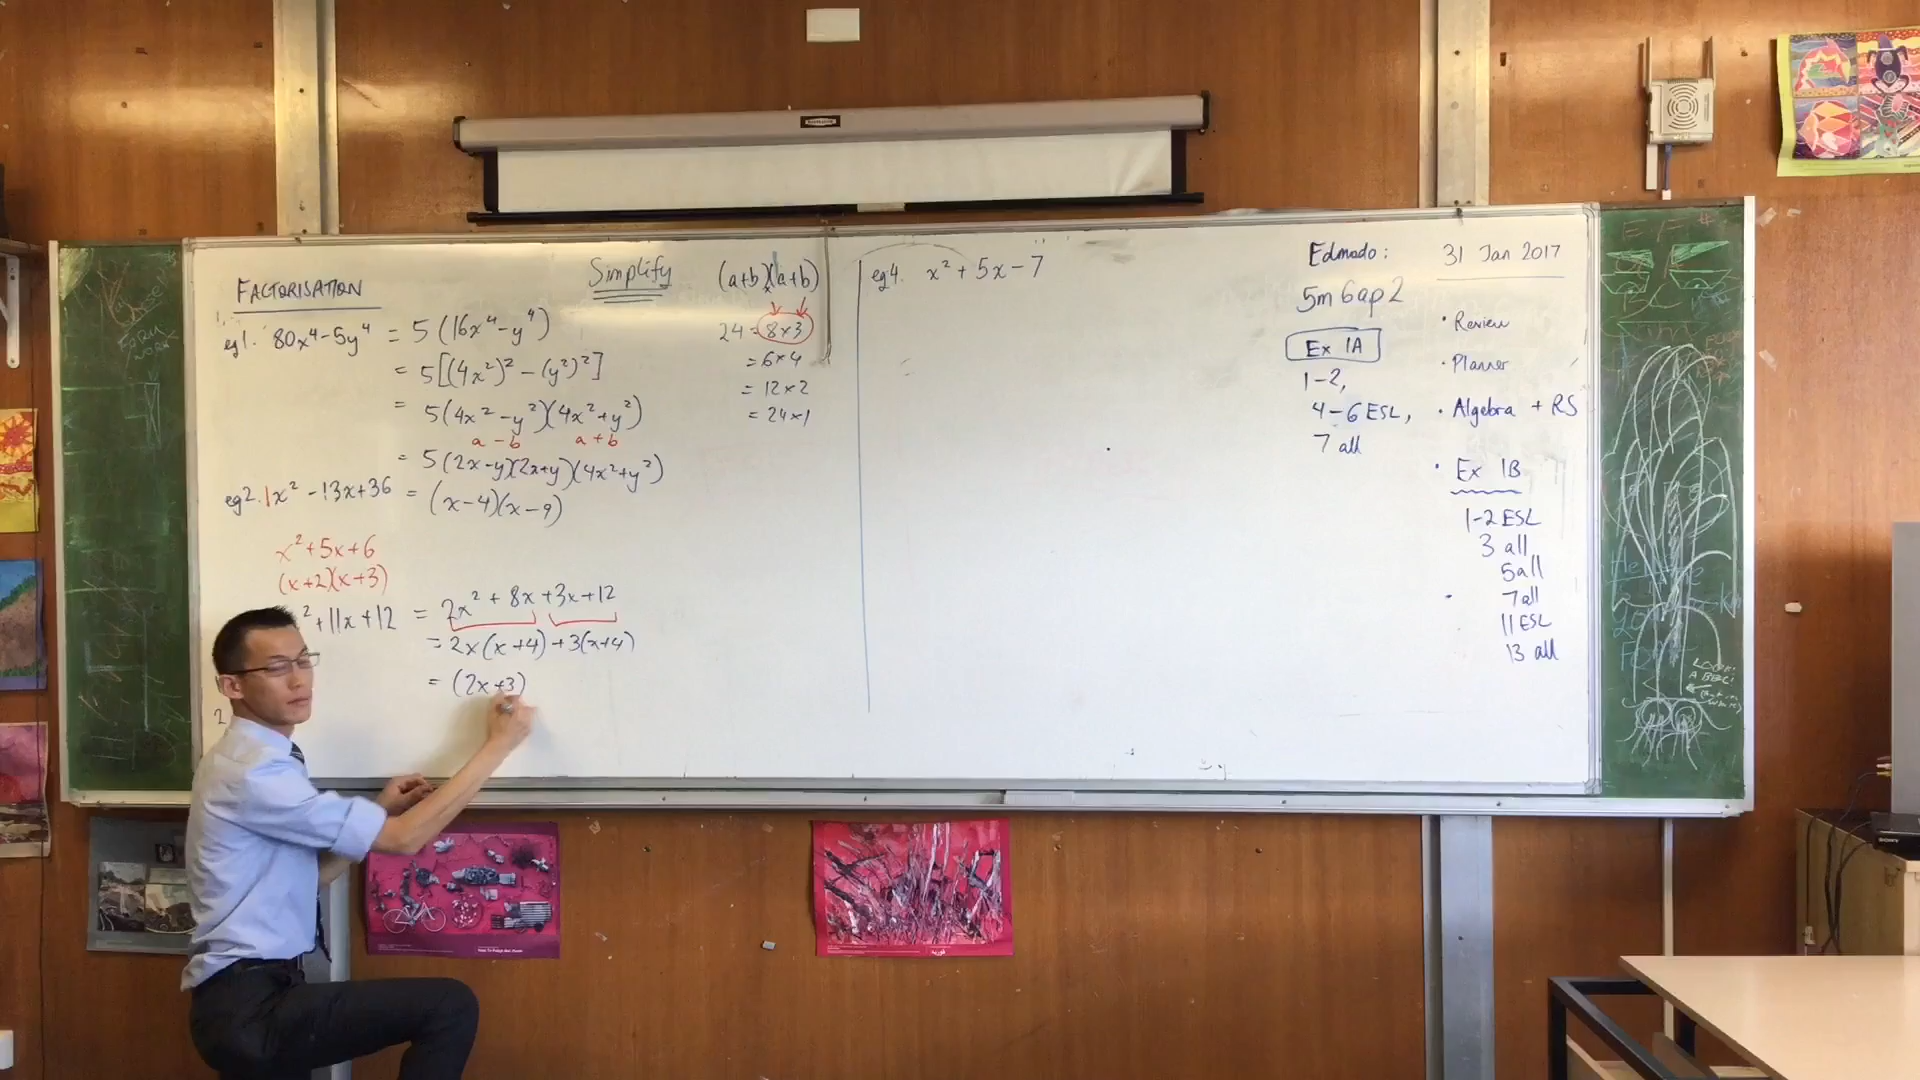 FACTORISATION
eg1. 80x⁴-5y⁴ = 5(16x⁴-y⁴)
= 5[(4x²)²-(y²)²]
= 5(4x²-y²)(4x²+y²)
a-b a+b
= 5(2x-y)(2x+y)(4x²+y²)
eg2. 1x²-13x+36 = (x-4)(x-9)
x²+5x+6
(x+2)(x+3)
²+11x+12 = 2x²+8x+3x+12
= 2x(x+4)+3(x+4)
= (2x+3)
2
Simplify
(a+b)(a+b)
24 = 8×3
= 6×4
= 12×2
= 24×1
eg4. x²+5x-7
Edmodo:
5m6ap2
Ex 1A
1-2,
4-6 ESL,
7 all
31 Jan 2017
• Review
• Planner
• Algebra + RS
• Ex 1B
1-2 ESL
3 all
5 all
7 all
11 ESL
13 all
LOOK!